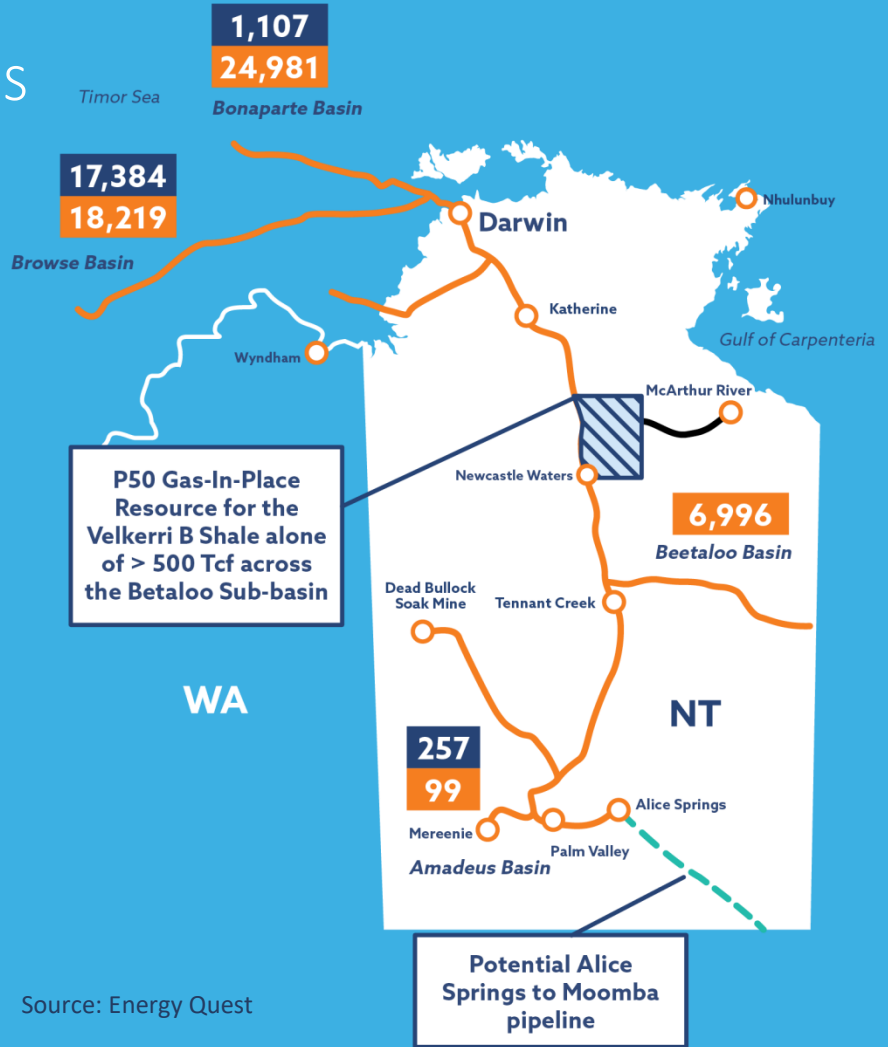 1,107
24,981
S
Timor Sea
Bonaparte Basin
17,384
18,219
Browse Basin
Darwin
Nhulunbuy
Katherine
Gulf of Carpenteria
Wyndham
McArthur River
P50 Gas-In-Place
Resource for the
Velkerri B Shale alone
of > 500 Tcf across
the Betaloo Sub-basin
Newcastle Waters
6,996
Beetaloo Basin
Dead Bullock
Soak Mine
Tennant Creek
WA
NT
257
99
Alice Springs
Mereenie
Palm Valley
Amadeus Basin
Potential Alice
Springs to Moomba
pipeline
Source: Energy Quest